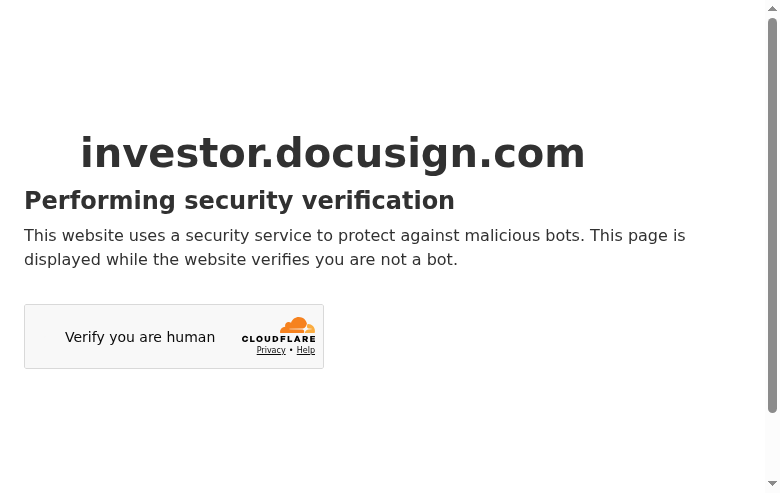 investor.docusign.com
Performing security verification
This website uses a security service to protect against malicious bots. This page is
displayed while the website verifies you are not a bot.
Verify you are human
CLOUDFLARE
Privacy • Help